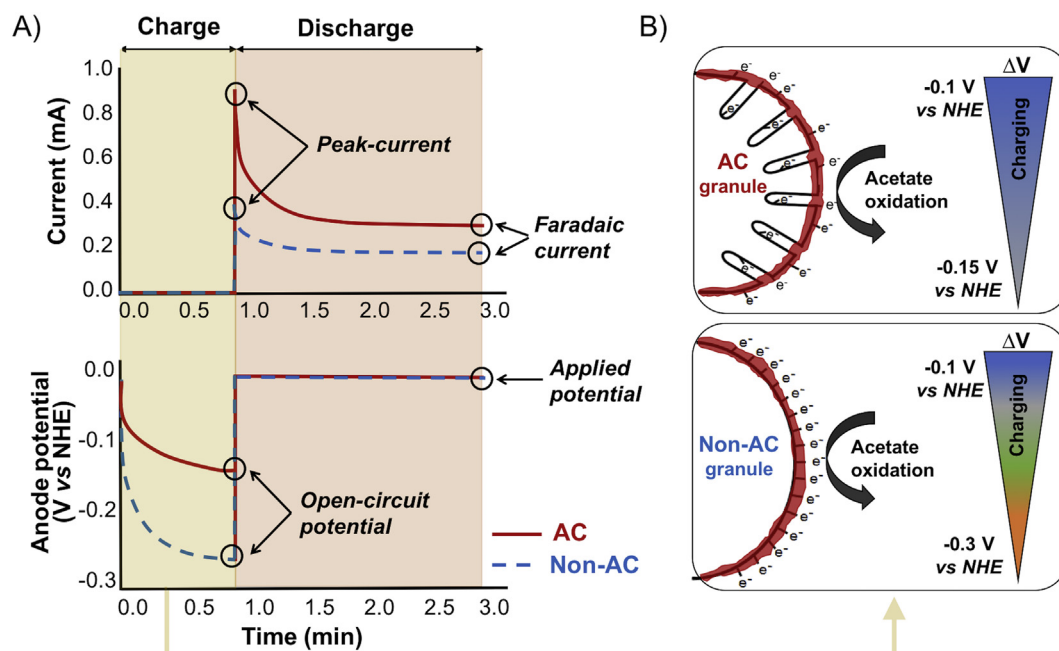 A)
Charge
Discharge
Current (mA)
1.0
0.8
0.6
0.4
0.2
0.0
Peak-current
Faradaic
current
0.0 0.5 1.0 1.5 2.0 2.5 3.0
Anode potential
(V vs NHE)
0.0
-0.1
-0.2
-0.3
Applied
potential
Open-circuit
potential
AC
Non-AC
0.0 0.5 1.0 1.5 2.0 2.5 3.0
Time (min)
B)
e- e- e- e- e- e- e- e- e- e- e- e- e- e- e- e-
AC
granule
Acetate
oxidation
ΔV
-0.1 V
vs NHE
Charging
-0.15 V
vs NHE
e- e- e- e- e- e- e- e- e- e- e- e- e- e- e- e-
Non-AC
granule
Acetate
oxidation
ΔV
-0.1 V
vs NHE
Charging
-0.3 V
vs NHE